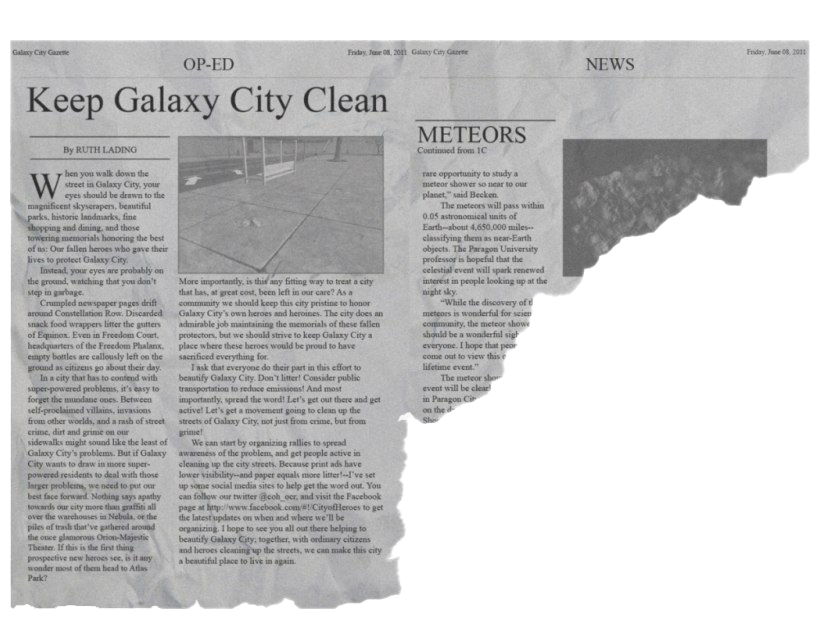 Galaxy City Gazette
Friday, June 08, 2011
OP-ED
Keep Galaxy City Clean
By RUTH LADING
When you walk down the
street in Galaxy City, your
eyes should be drawn to the
magnificent skyserapers, beautiful
parks, historic landmarks, fine
shopping and dining, and those
towering memorials honoring the best
of us: Our fallen heroes who gave their
lives to protect Galaxy City.
Instead, your eyes are probably on
the ground, watching that you don't
step in garbage.
Crumpled newspaper pages drift
around Constellation Row. Discarded
snack food wrappers litter the gutters
of Equinox. Even in Freedom Court,
headquarters of the Freedom Phalanx,
empty bottles are callously left on the
ground as citizens go about their day.
In a city that has to contend with
super-powered problems, it's easy to
forget the mundane ones. Between
self-proclaimed villains, invasions
from other worlds, and a rash of street
crime, dirt and grime on our
sidewalks might sound like the least of
Galaxy City's problems. But if Galaxy
City wants to draw in more super-
powered residents to deal with those
larger problems, we need to put our
best face forward. Nothing says apathy
towards our city more than graffiti all
over the warehouses in Nebula, or the
piles of trash that've gathered around
the once glamorous Orion-Majestic
Theater. If this is the first thing
prospective new heroes see, is it any
wonder most of them head to Atlas
Park?
More importantly, is this any fitting way to treat a city
that has, at great cost, been left in our care? As a
community we should keep this city pristine to honor
Galaxy City's own heroes and heroines. The city does an
admirable job maintaining the memorials of these fallen
protectors, but we should strive to keep Galaxy City a
place where these heroes would be proud to have
sacrificed everything for.
I ask that everyone do their part in this effort to
beautify Galaxy City. Don't litter! Consider public
transportation to reduce emissions! And most
importantly, spread the word! Let's get out there and get
active! Let's get a movement going to clean up the
streets of Galaxy City, not just from crime, but from
grime!
We can start by organizing rallies to spread
awareness of the problem, and get people active in
cleaning up the city streets. Because print ads have
lower visibility--and paper equals more litter!--I've set
up some social media sites to help get the word out. You
can follow our twitter @coh_ocr, and visit the Facebook
page at http://www.facebook.com/#!/CityofHeroes to get
the latest updates on when and where we'll be
organizing. I hope to see you all out there helping to
beautify Galaxy City; together, with ordinary citizens
and heroes cleaning up the streets, we can make this city
a beautiful place to live in again.
Galaxy City Gazette
Friday, June 08, 2011
NEWS
METEORS
Continued from 1C
rare opportunity to study a
meteor shower so near to our
planet," said Becken.
The meteors will pass within
0.05 astronomical units of
Earth--about 4,650,000 miles--
classifying them as near-Earth
objects. The Paragon University
professor is hopeful that the
celestial event will spark renewed
interest in people looking up at the
night sky.
"While the discovery of
meteors is wonderful for
community, the meteor
should be a wonderful
everyone. I hope that
come out to view this
lifetime event."
The meteor
event will be
in Paragon
on the